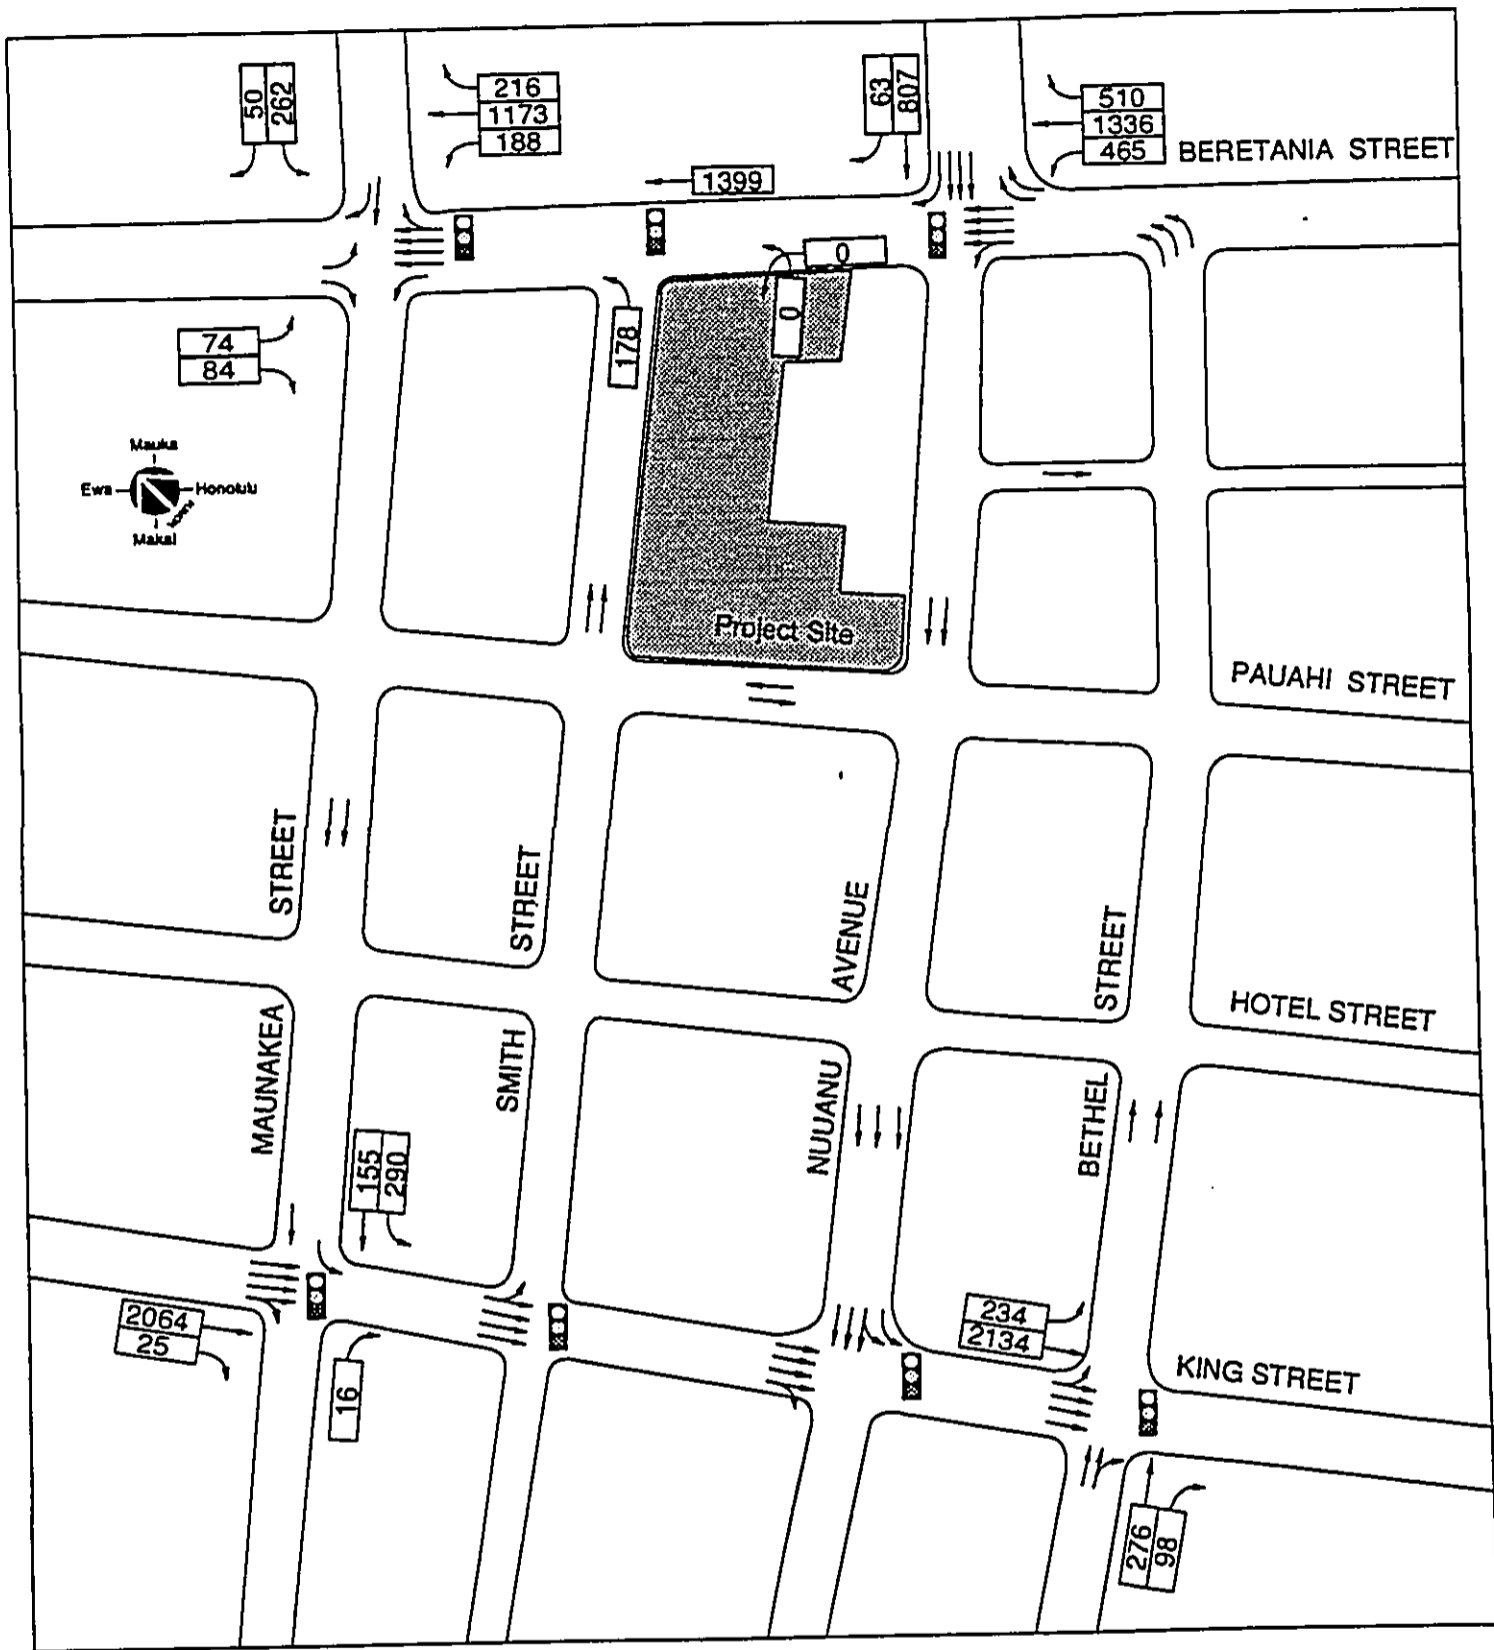 50
262
216
1173
188
63
807
510
1336
465
BERETANIA STREET
1399
0
0
178
74
84
Mauka
Ewa
Honolulu
Makai
Project Site
PAUAHI STREET
MAUNAKEA STREET
SMITH STREET
NUUANU AVENUE
BETHEL STREET
HOTEL STREET
155
290
2064
25
16
234
2134
KING STREET
276
98